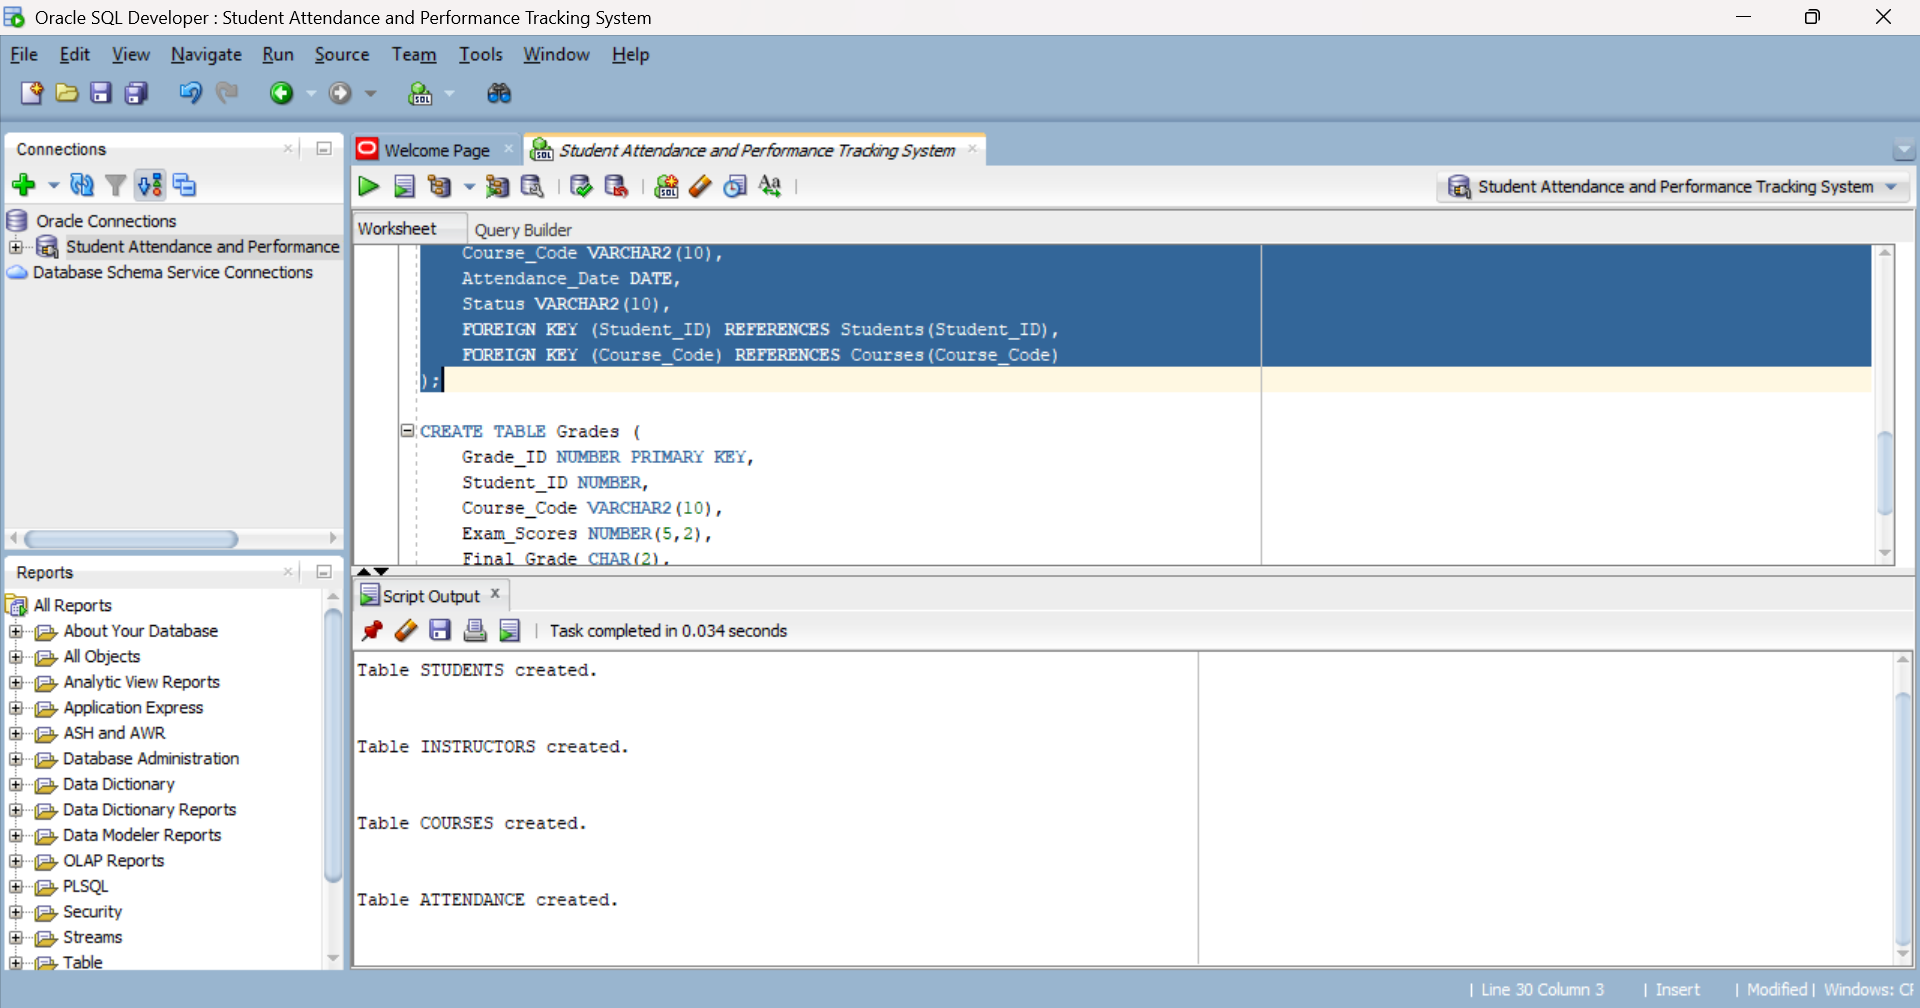 Oracle SQL Developer : Student Attendance and Performance Tracking System
File Edit View Navigate Run Source Team Tools Window Help
SQL
Connections
Oracle Connections
Student Attendance and Performance
Database Schema Service Connections
Reports
All Reports
About Your Database
All Objects
Analytic View Reports
Application Express
ASH and AWR
Database Administration
Data Dictionary
Data Dictionary Reports
Data Modeler Reports
OLAP Reports
PLSQL
Security
Streams
Table
Welcome Page
SQL Student Attendance and Performance Tracking System
SQL Aa
Student Attendance and Performance Tracking System
Worksheet Query Builder
Course_Code VARCHAR2(10),
Attendance_Date DATE,
Status VARCHAR2(10),
FOREIGN KEY (Student_ID) REFERENCES Students(Student_ID),
FOREIGN KEY (Course_Code) REFERENCES Courses(Course_Code)
);
CREATE TABLE Grades (
Grade_ID NUMBER PRIMARY KEY,
Student_ID NUMBER,
Course_Code VARCHAR2(10),
Exam_Scores NUMBER(5,2),
Final_Grade CHAR(2),
Script Output x
| Task completed in 0.034 seconds
Table STUDENTS created.
Table INSTRUCTORS created.
Table COURSES created.
Table ATTENDANCE created.
| Line 30 Column 3 | Insert | Modified | Windows: CF